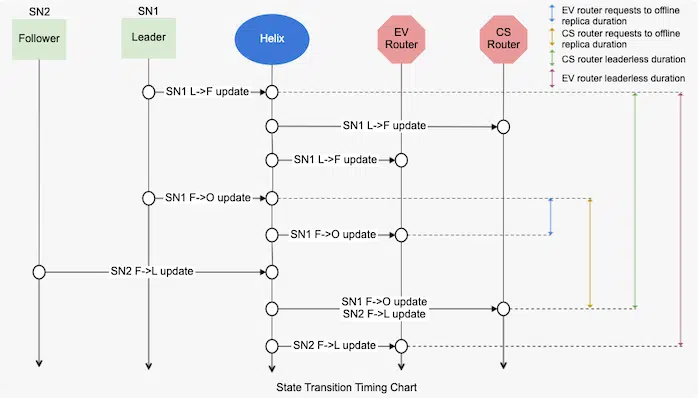 SN2
SN1
Follower
Leader
Helix
EV
Router
CS
Router
EV router requests to offline
replica duration
CS router requests to offline
replica duration
CS router leaderless duration
EV router leaderless duration
SN1 L->F update
SN1 L->F update
SN1 L->F update
SN1 F->O update
SN1 F->O update
SN2 F->L update
SN1 F->O update
SN2 F->L update
SN2 F->L update
State Transition Timing Chart